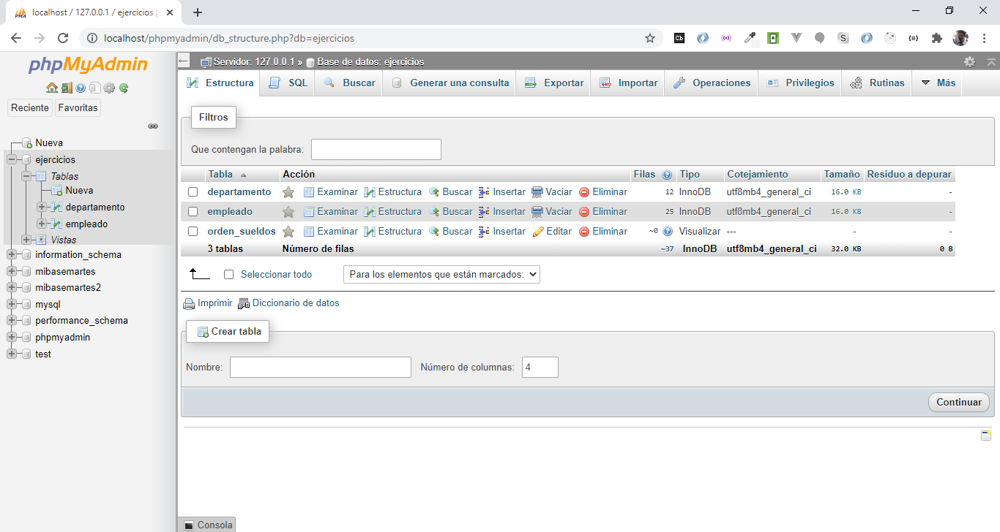 localhost / 127.0.0.1 / ejercicios |
localhost/phpmyadmin/db_structure.php?db=ejercicios
phpMyAdmin
Reciente Favoritas
Nueva
ejercicios
Tablas
Nueva
departamento
empleado
Vistas
information_schema
mibasemartes
mibasemartes2
mysql
performance_schema
phpmyadmin
test
Servidor: 127.0.0.1 » Base de datos: ejercicios
Estructura SQL Buscar Generar una consulta Exportar Importar Operaciones Privilegios Rutinas Más
Filtros
Que contengan la palabra:
Tabla Acción Filas Tipo Cotejamiento Tamaño Residuo a depurar
departamento Examinar Estructura Buscar Insertar Vaciar Eliminar 12 InnoDB utf8mb4_general_ci 16.0 KB -
empleado Examinar Estructura Buscar Insertar Vaciar Eliminar 25 InnoDB utf8mb4_general_ci 16.0 KB -
orden_sueldos Examinar Estructura Buscar Insertar Editar Eliminar ~0 Visualizar --- - -
3 tablas Número de filas ~37 InnoDB utf8mb4_general_ci 32.0 KB 0 B
Seleccionar todo Para los elementos que están marcados:
Imprimir Diccionario de datos
Crear tabla
Nombre: Número de columnas: 4
Continuar
Consola